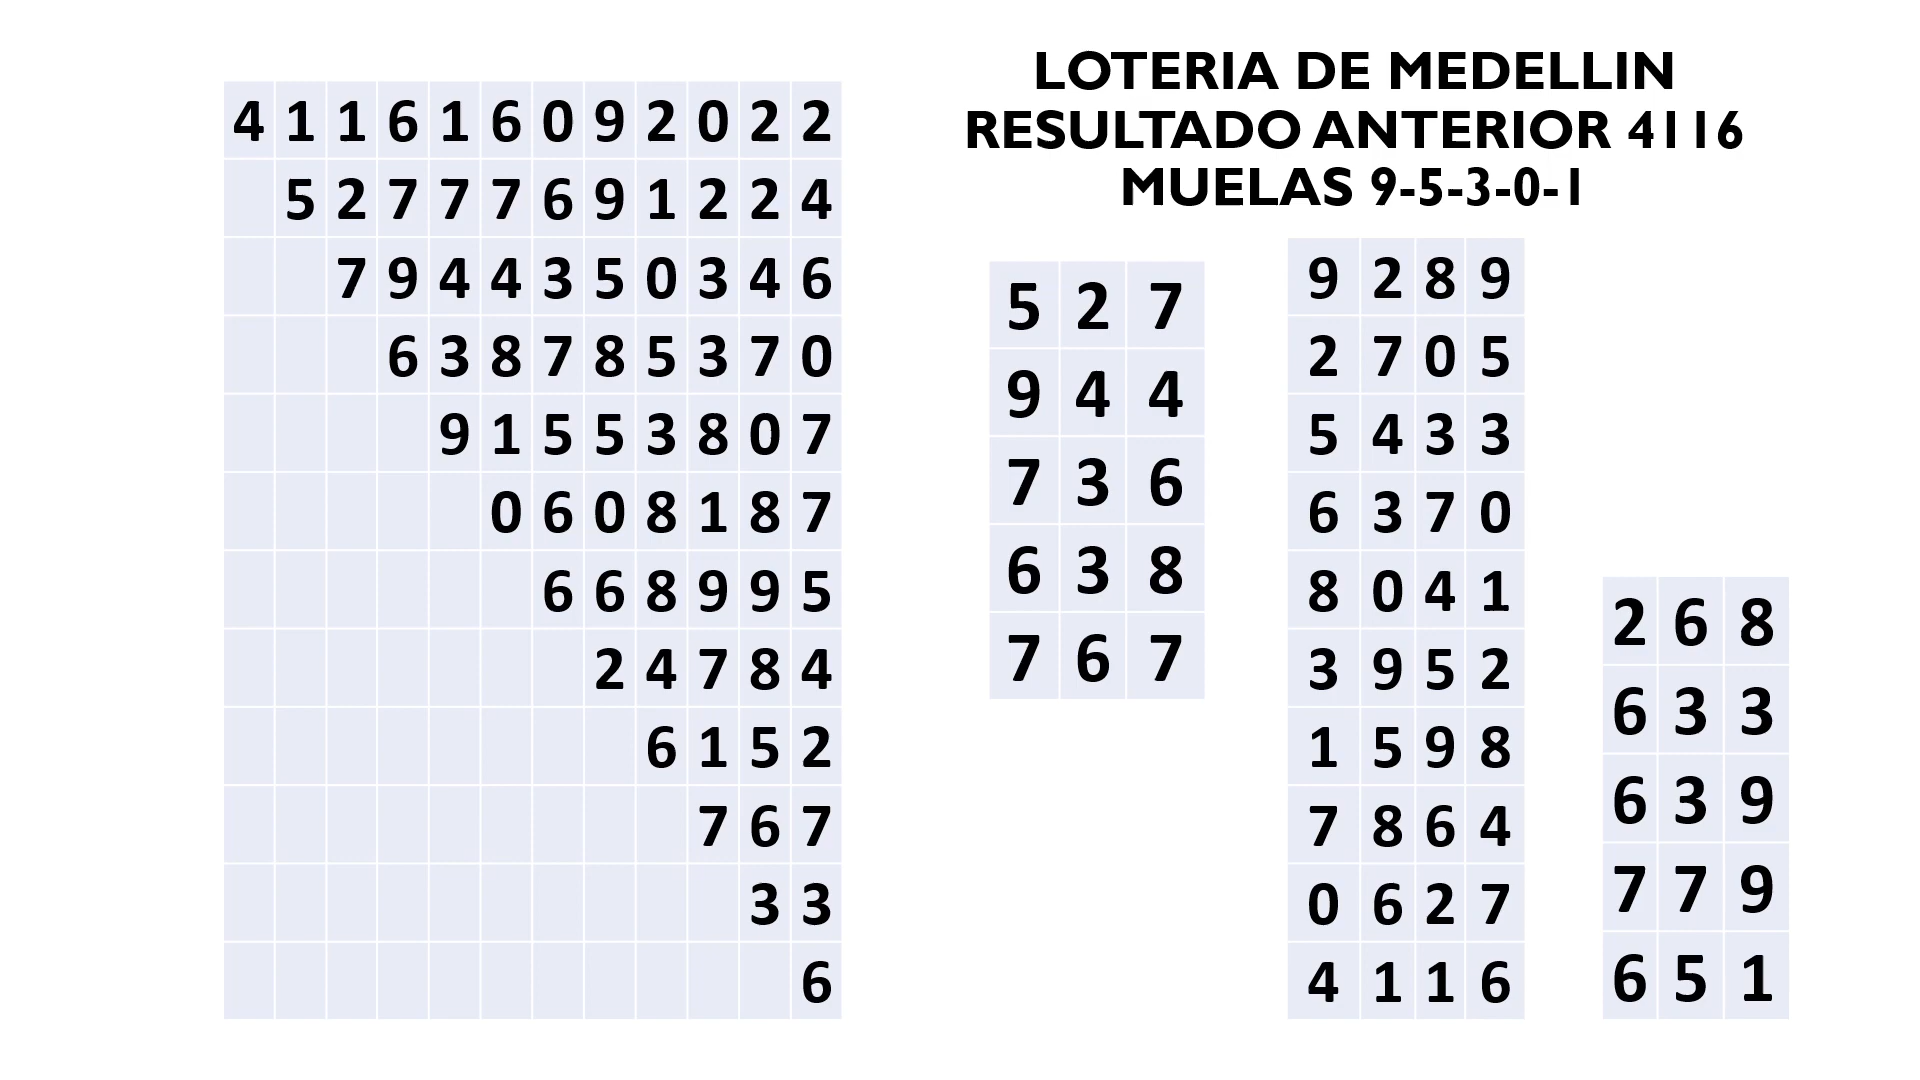 LOTERIA DE MEDELLIN
RESULTADO ANTERIOR 4116
MUELAS 9-5-3-0-1
4 1 1 6 1 6 0 9 2 0 2 2
5 2 7 7 7 6 9 1 2 2 4
7 9 4 4 3 5 0 3 4 6
6 3 8 7 8 5 3 7 0
9 1 5 5 3 8 0 7
0 6 0 8 1 8 7
6 6 8 9 9 5
2 4 7 8 4
6 1 5 2
7 6 7
3 3
6
5 2 7
9 4 4
7 3 6
6 3 8
7 6 7
9 2 8 9
2 7 0 5
5 4 3 3
6 3 7 0
8 0 4 1
3 9 5 2
1 5 9 8
7 8 6 4
0 6 2 7
4 1 1 6
2 6 8
6 3 3
6 3 9
7 7 9
6 5 1